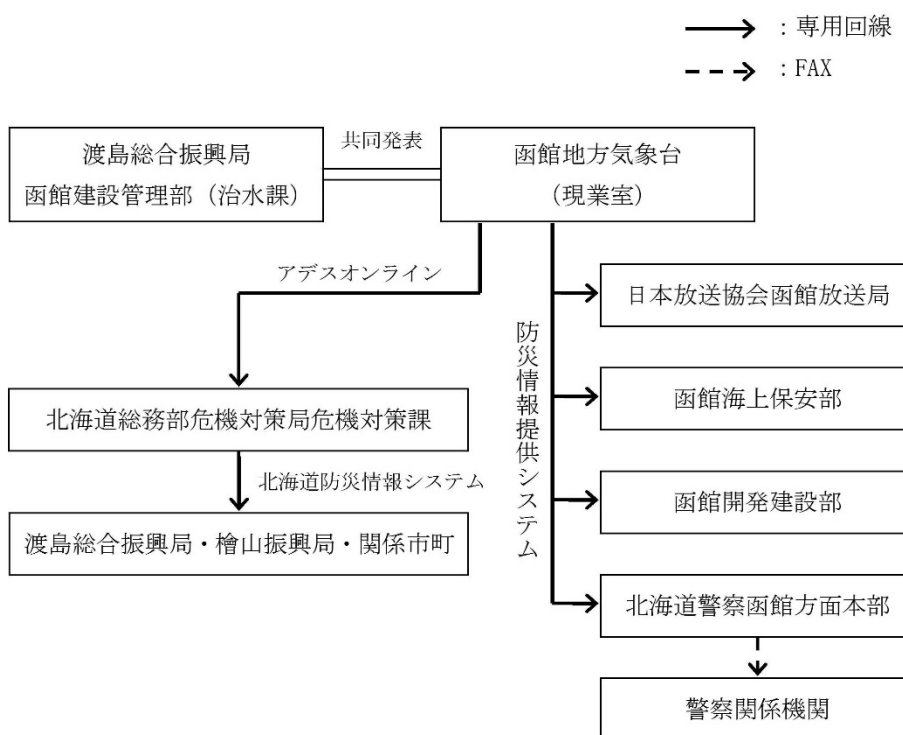 ：専用回線
：FAX
渡島総合振興局
函館建設管理部（治水課）
共同発表
函館地方気象台
（現業室）
アデスオンライン
日本放送協会函館放送局
防災情報提供システム
函館海上保安部
北海道総務部危機対策局危機対策課
北海道防災情報システム
函館開発建設部
渡島総合振興局・檜山振興局・関係市町
北海道警察函館方面本部
警察関係機関